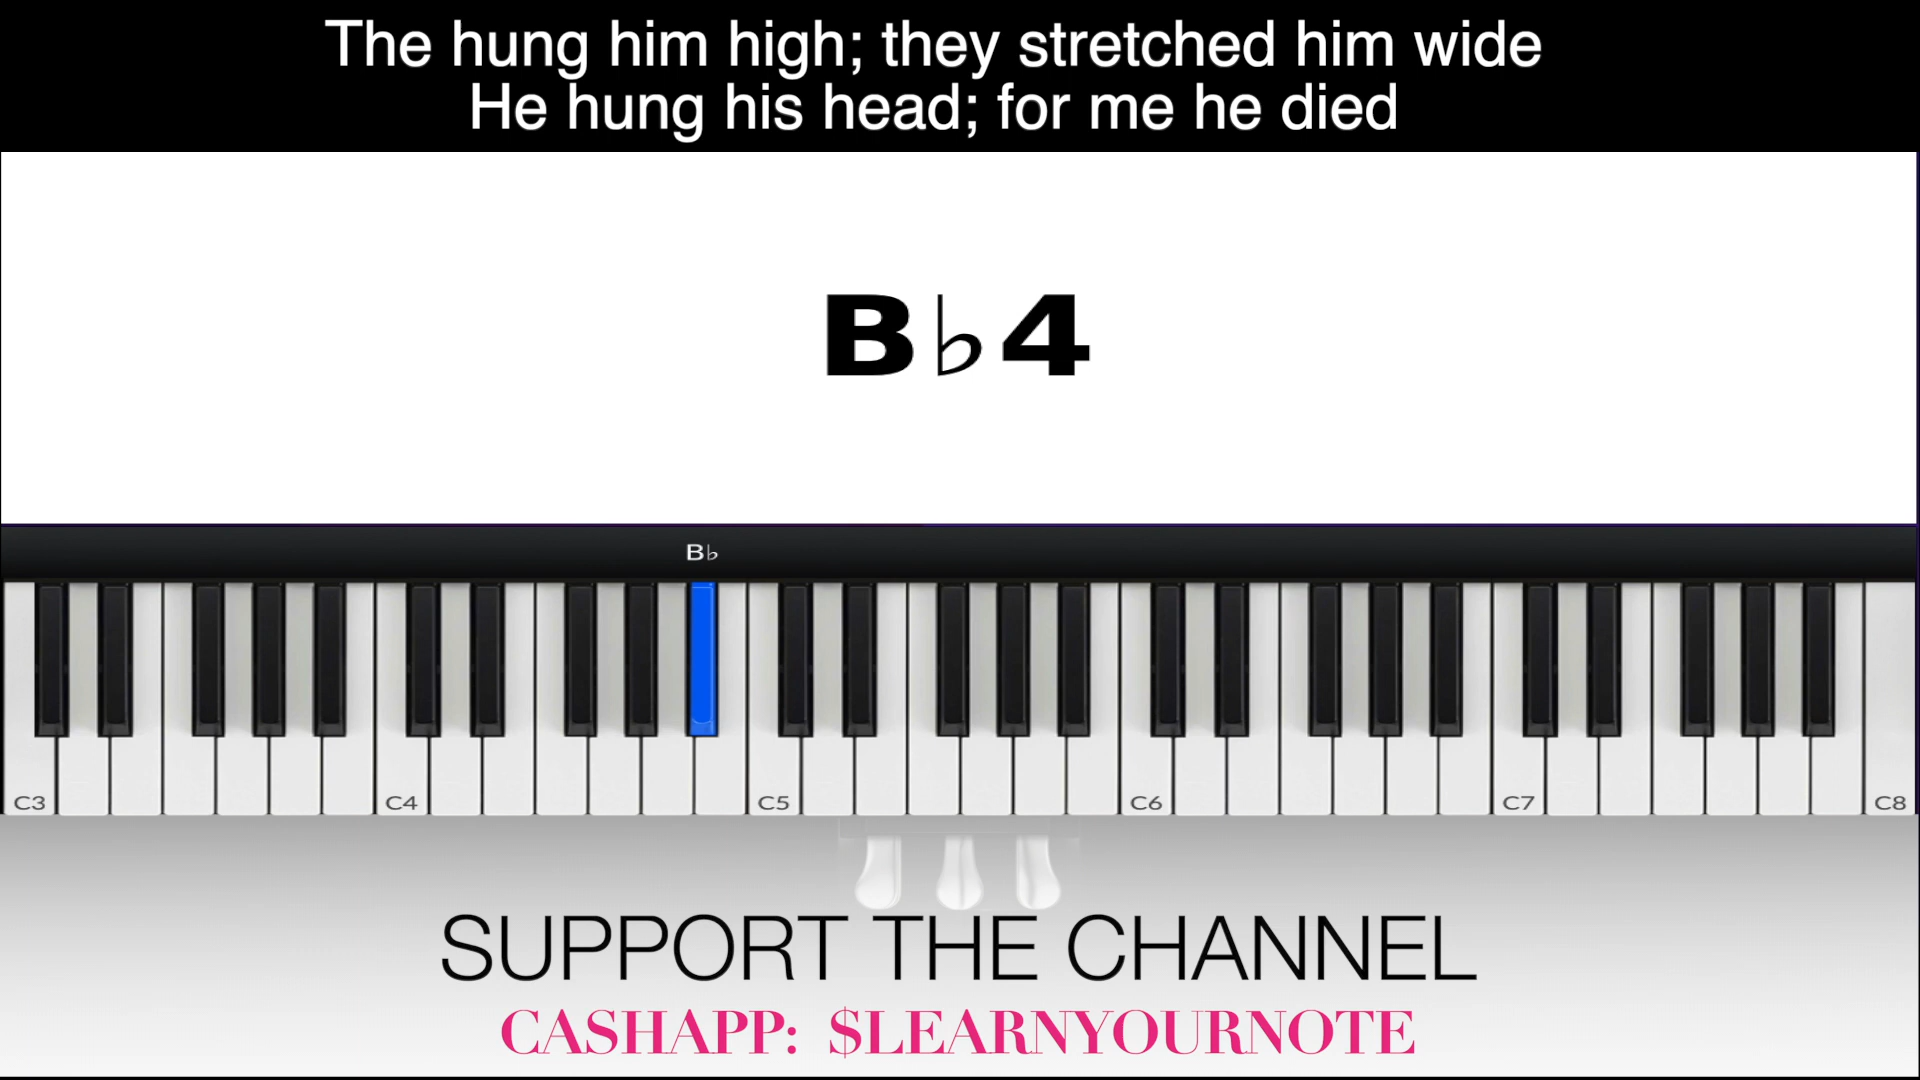 The hung him high; they stretched him wide
He hung his head; for me he died
B♭4
B♭
C3 C4 C5 C6 C7 C8
SUPPORT THE CHANNEL
CASHAPP: $LEARNYOURNOTE